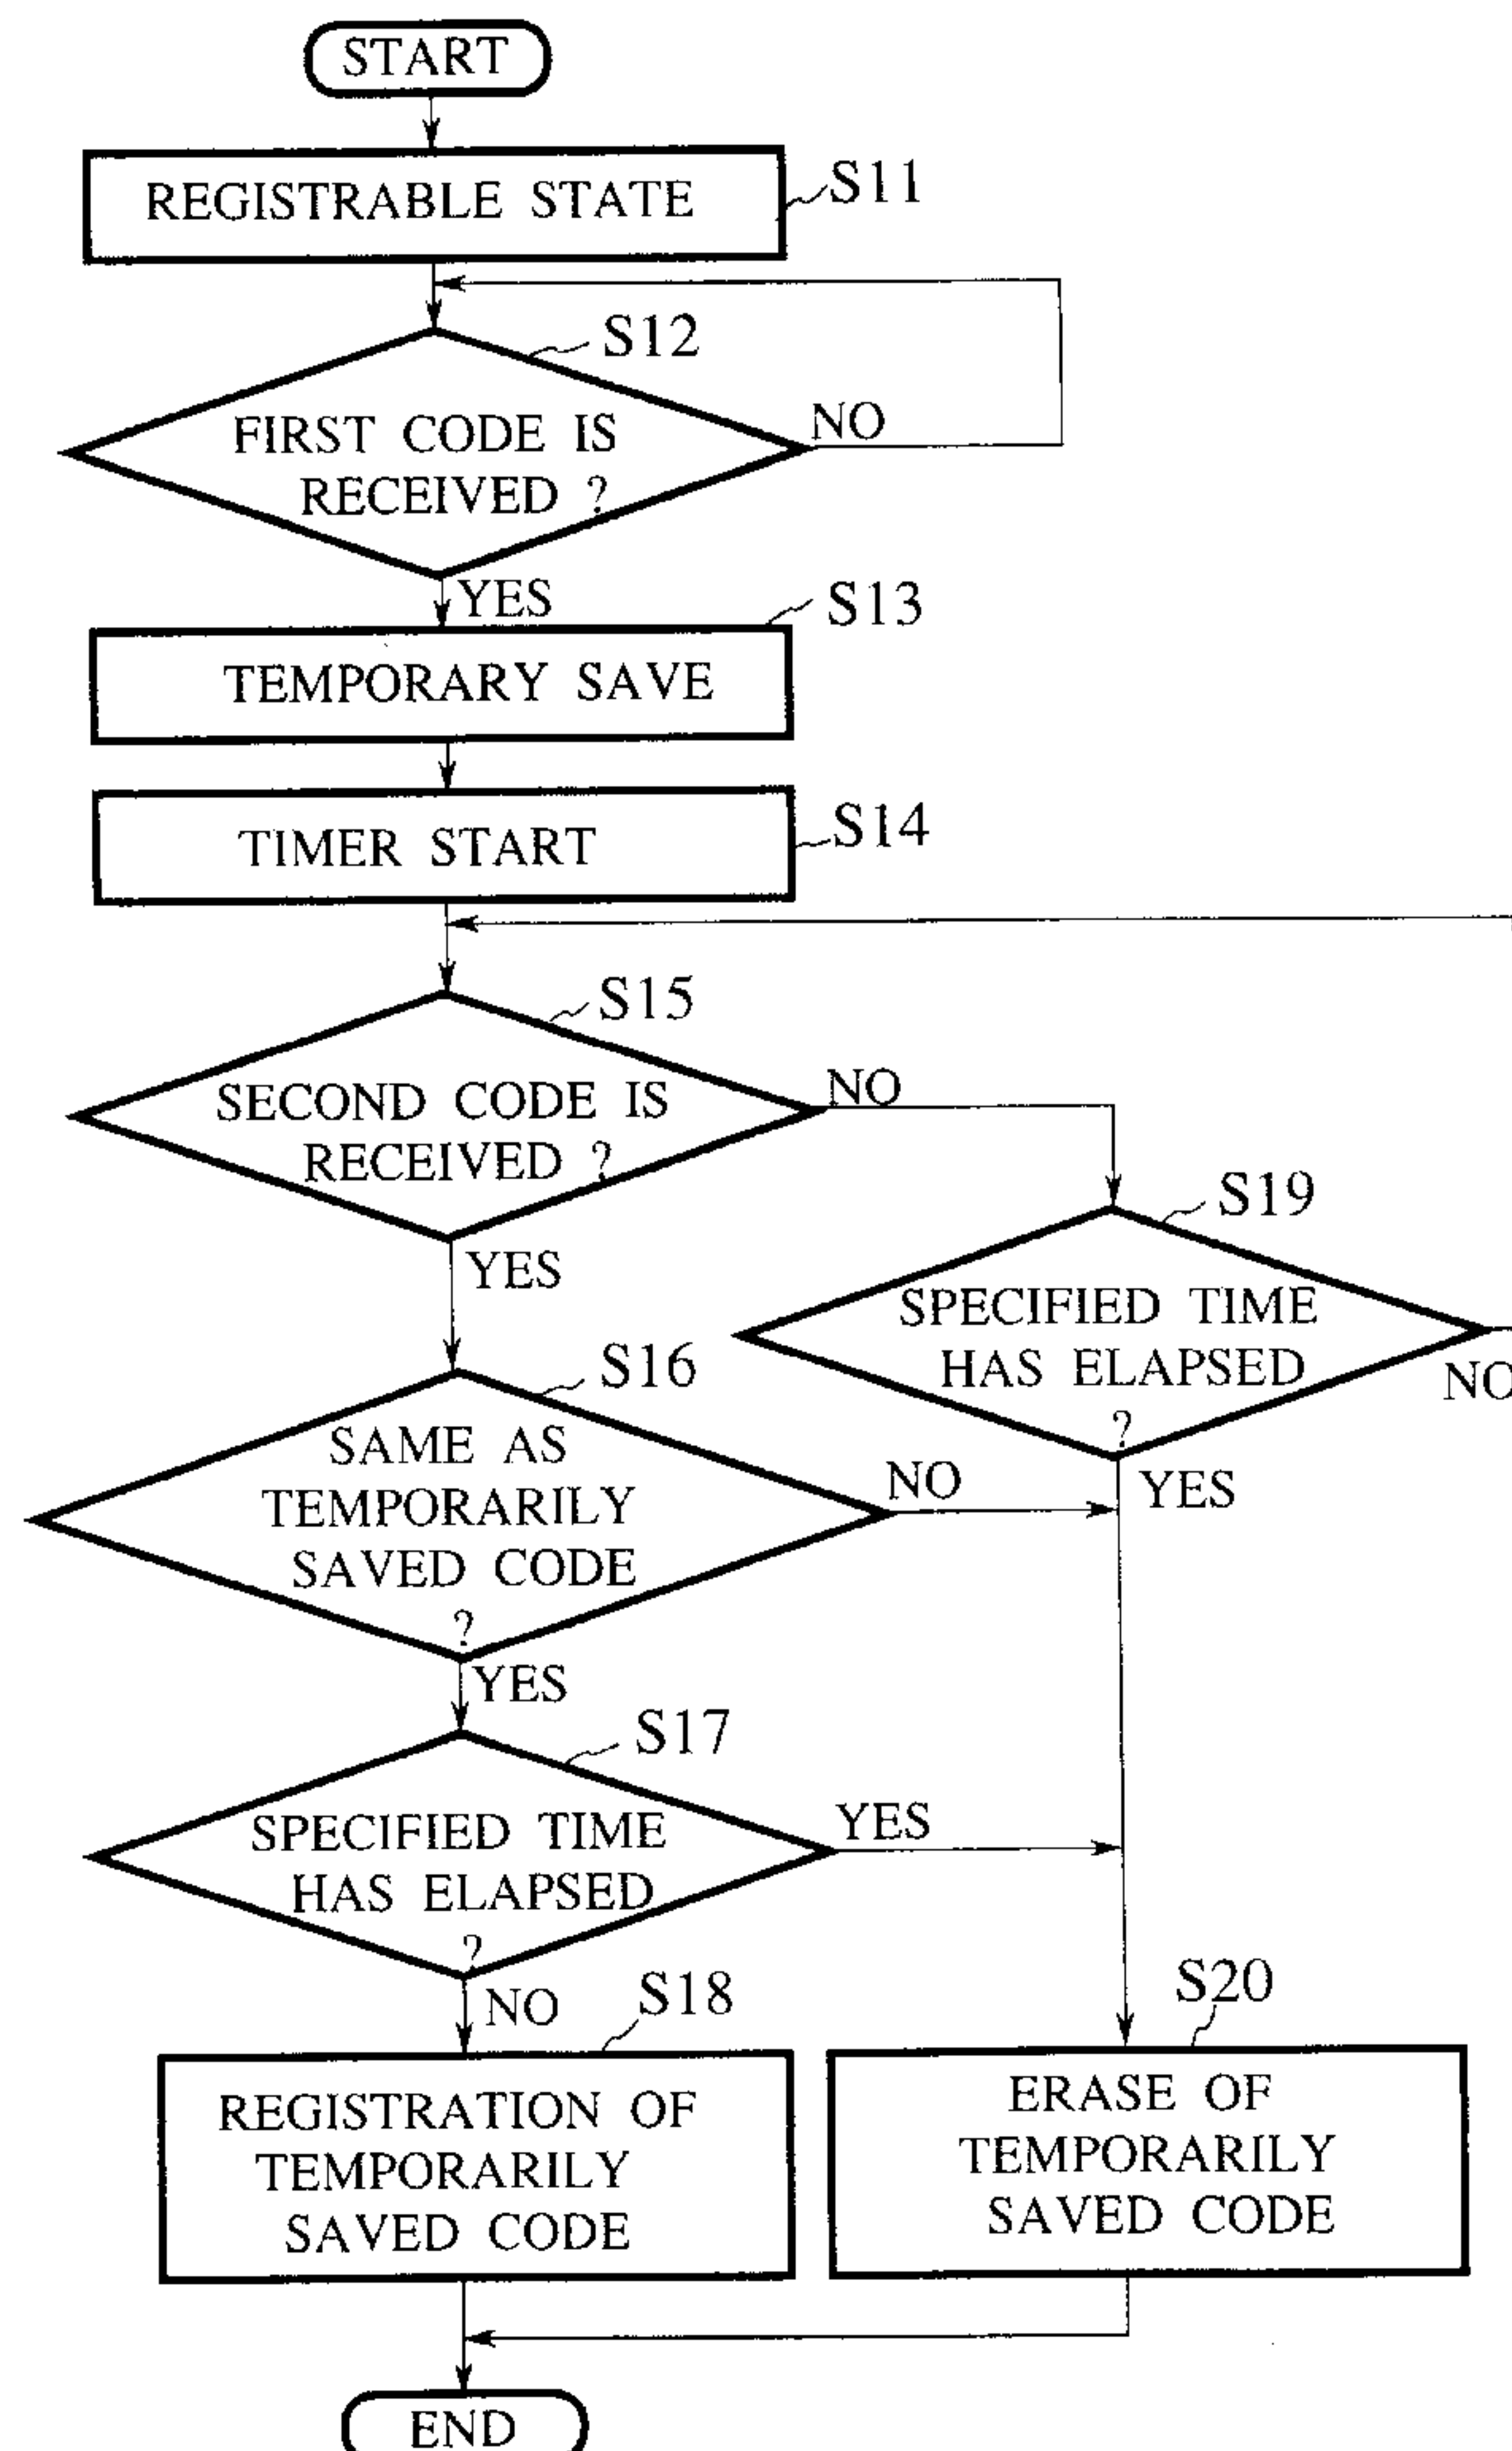 START
REGISTRABLE STATE
S11
S12
FIRST CODE IS
RECEIVED ?
NO
YES
S13
TEMPORARY SAVE
TIMER START
S14
S15
SECOND CODE IS
RECEIVED ?
NO
YES
S19
SPECIFIED TIME
HAS ELAPSED
?
NO
YES
S16
SAME AS
TEMPORARILY
SAVED CODE
?
NO
YES
S17
SPECIFIED TIME
HAS ELAPSED
?
YES
NO
S18
REGISTRATION OF
TEMPORARILY
SAVED CODE
S20
ERASE OF
TEMPORARILY
SAVED CODE
END